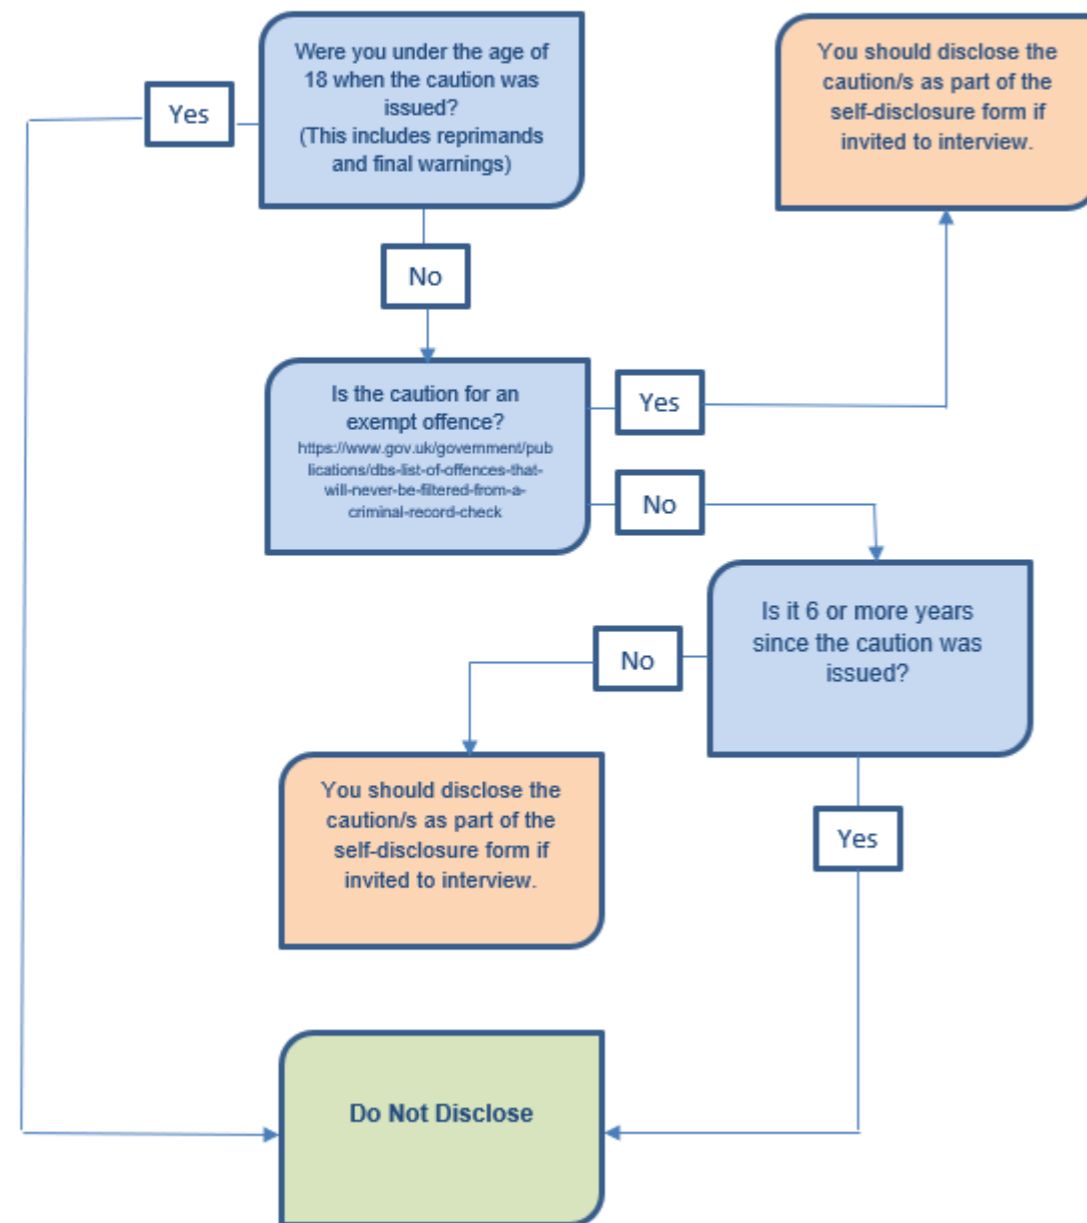 Were you under the age of
18 when the caution was
issued?
(This includes reprimands
and final warnings)
Yes
You should disclose the
caution/s as part of the
self-disclosure form if
invited to interview.
No
Is the caution for an
exempt offence?
https://www.gov.uk/government/pub
lications/dbs-list-of-offences-that-
will-never-be-filtered-from-a-
criminal-record-check
Yes
No
Is it 6 or more years
since the caution was
issued?
No
You should disclose the
caution/s as part of the
self-disclosure form if
invited to interview.
Yes
Do Not Disclose